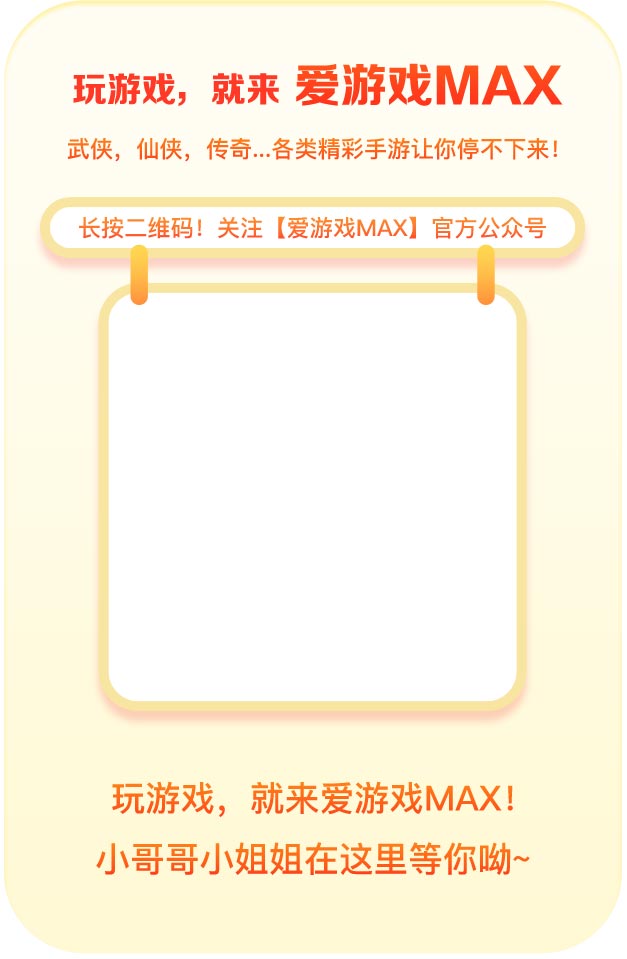 玩游戏，就来 爱游戏MAX
武侠，仙侠，传奇...各类精彩手游让你停不下来！
长按二维码！关注【爱游戏MAX】官方公众号
玩游戏，就来爱游戏MAX！
小哥哥小姐姐在这里等你呦~